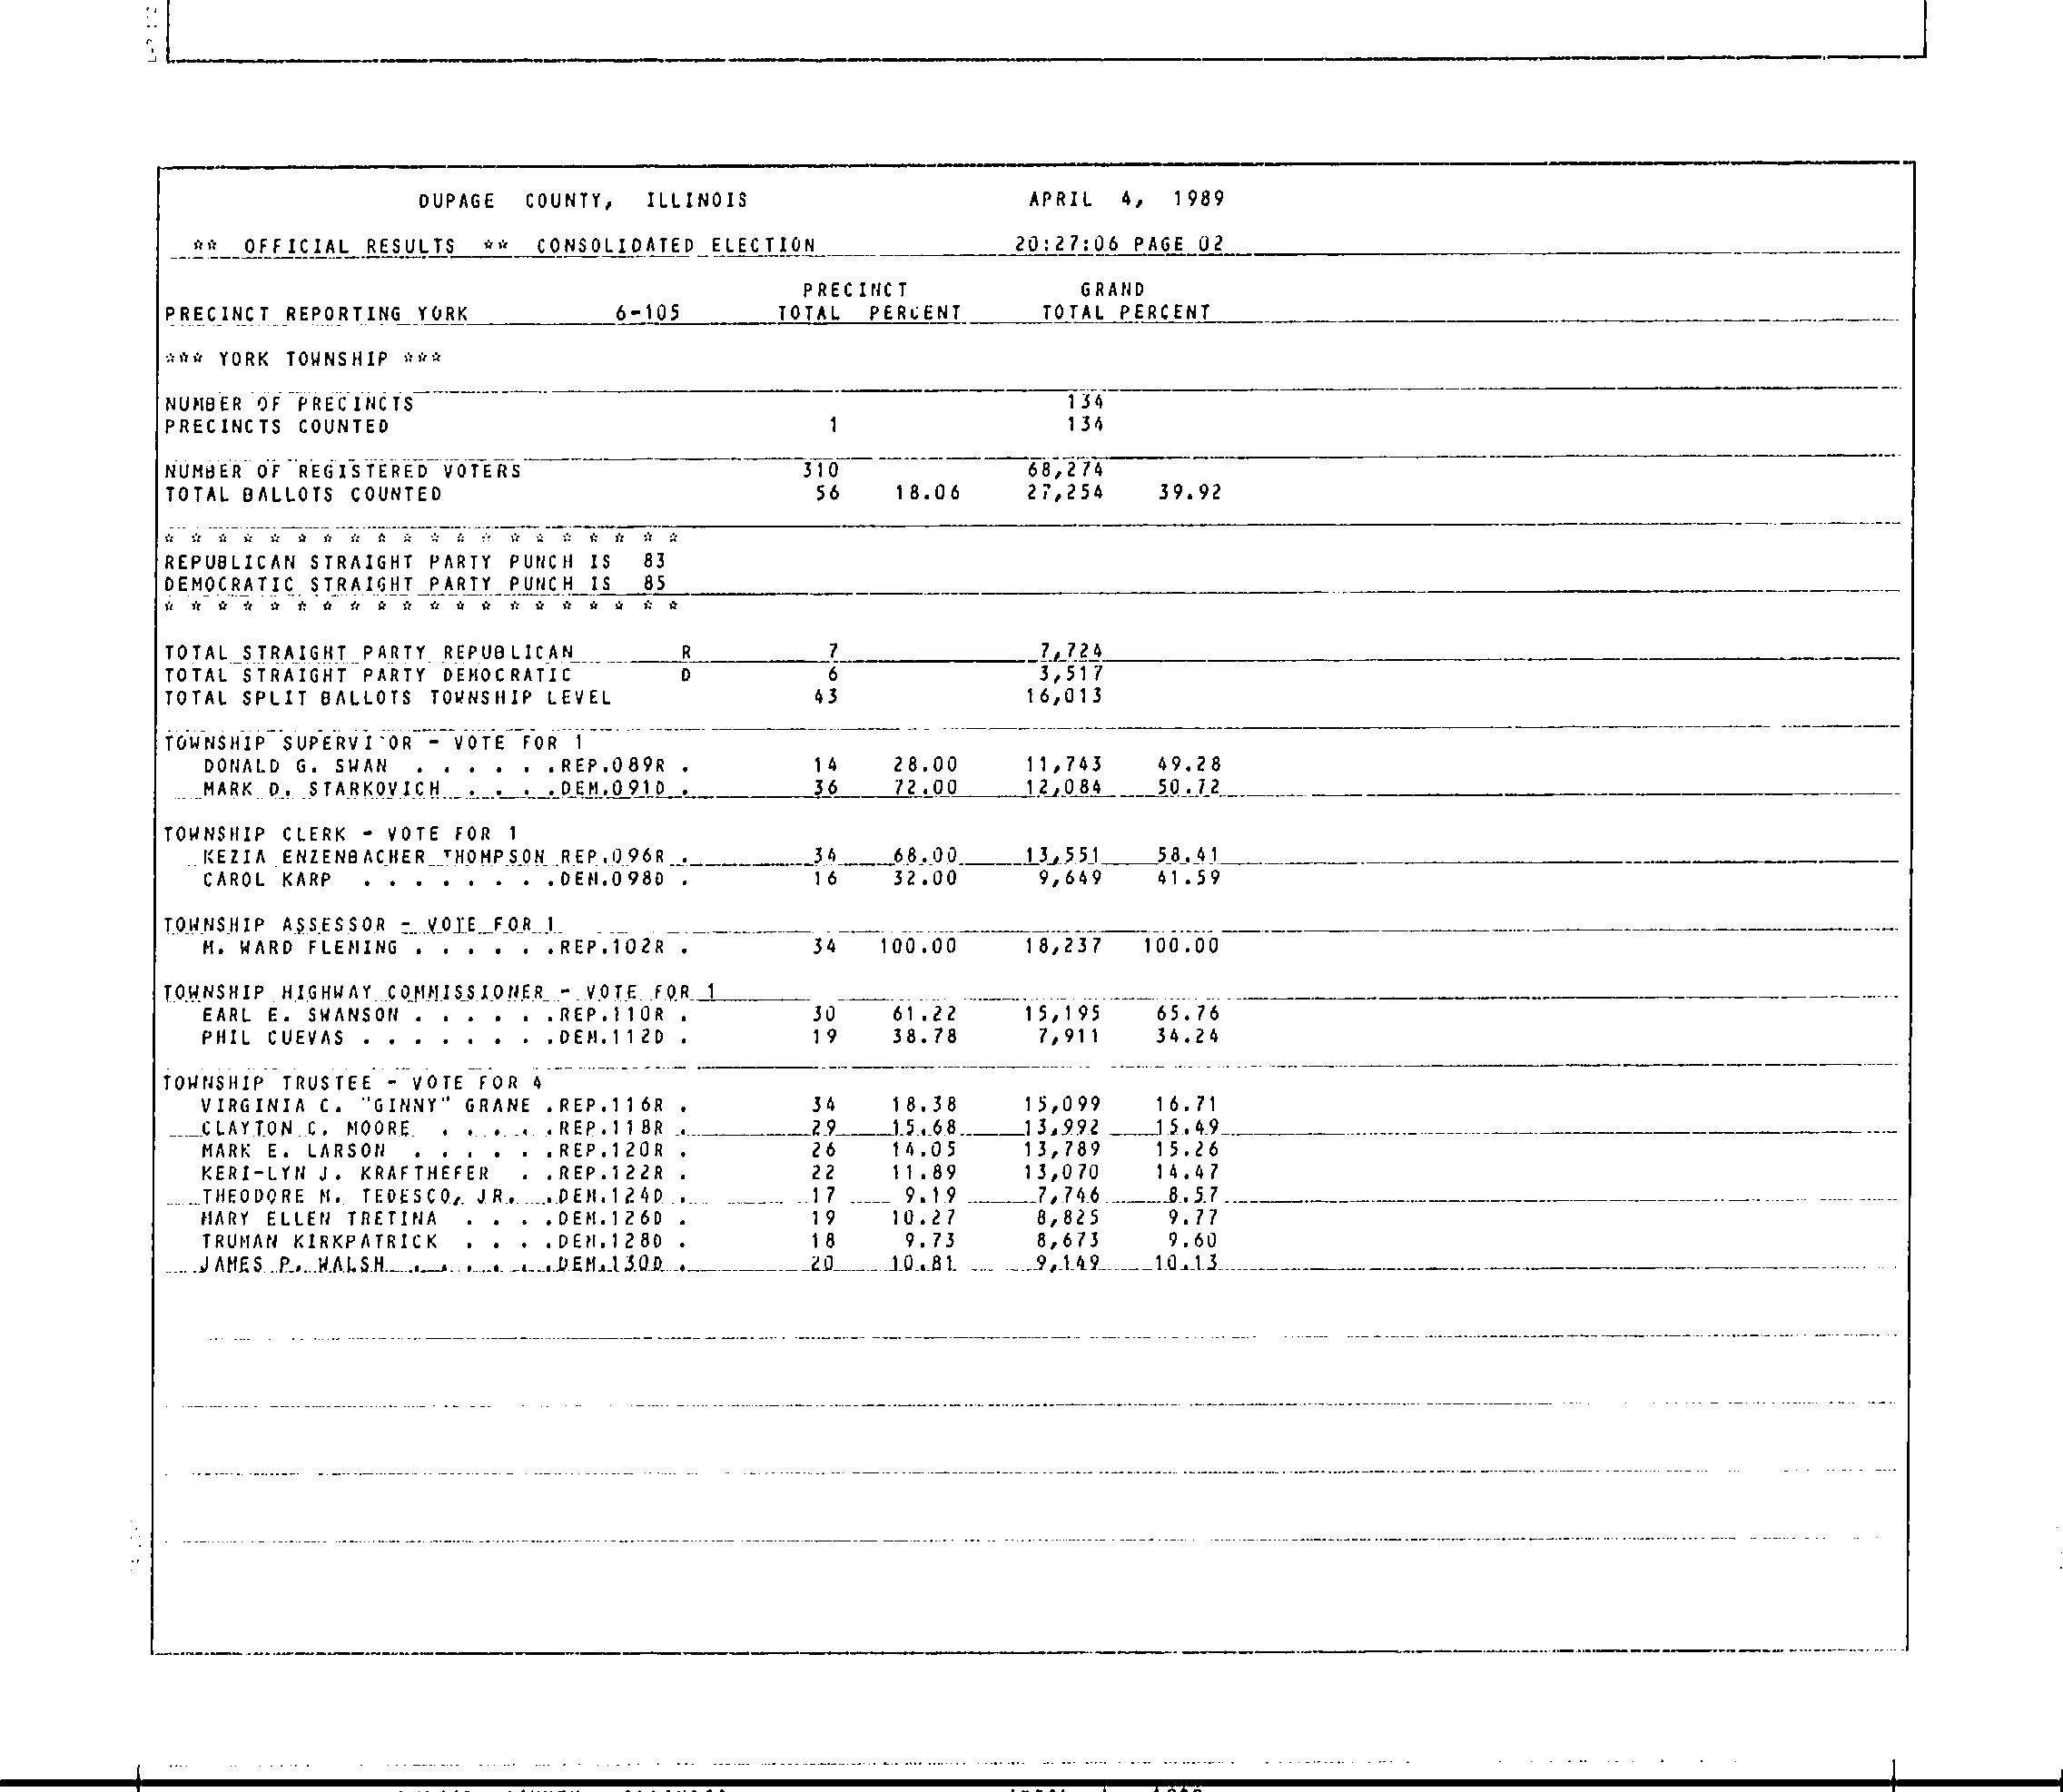 DUPAGE COUNTY, ILLINOIS APRIL 4, 1989
** OFFICIAL RESULTS ** CONSOLIDATED ELECTION 20:27:06 PAGE 02
PRECINCT GRAND
PRECINCT REPORTING YORK 6-105 TOTAL PERCENT TOTAL PERCENT
*** YORK TOWNSHIP ***
NUMBER OF PRECINCTS 134
PRECINCTS COUNTED 1 134
NUMBER OF REGISTERED VOTERS 310 68,274
TOTAL BALLOTS COUNTED 56 18.06 27,254 39.92
* * * * * * * * * * * * * * * * * * * *
REPUBLICAN STRAIGHT PARTY PUNCH IS 83
DEMOCRATIC STRAIGHT PARTY PUNCH IS 85
* * * * * * * * * * * * * * * * * * * *
TOTAL STRAIGHT PARTY REPUBLICAN R 7 7,724
TOTAL STRAIGHT PARTY DEMOCRATIC D 6 3,517
TOTAL SPLIT BALLOTS TOWNSHIP LEVEL 43 16,013
TOWNSHIP SUPERVI OR - VOTE FOR 1
DONALD G. SWAN . . . . . .REP.089R . 14 28.00 11,743 49.28
MARK D. STARKOVICH . . . .DEM.091D . 36 72.00 12,084 50.72
TOWNSHIP CLERK - VOTE FOR 1
KEZIA ENZENBACHER THOMPSON REP.096R . 34 68.00 13,551 58.41
CAROL KARP . . . . . . . .DEM.098D . 16 32.00 9,649 41.59
TOWNSHIP ASSESSOR - VOTE FOR 1
M. WARD FLEMING . . . . . .REP.102R . 34 100.00 18,237 100.00
TOWNSHIP HIGHWAY COMMISSIONER - VOTE FOR 1
EARL E. SWANSON . . . . . .REP.110R . 30 61.22 15,195 65.76
PHIL CUEVAS . . . . . . . .DEM.112D . 19 38.78 7,911 34.24
TOWNSHIP TRUSTEE - VOTE FOR 4
VIRGINIA C. "GINNY" GRANE .REP.116R . 34 18.38 15,099 16.71
CLAYTON C. MOORE . . . . .REP.118R . 29 15.68 13,992 15.49
MARK E. LARSON . . . . . .REP.120R . 26 14.05 13,789 15.26
KERI-LYN J. KRAFTHEFER . .REP.122R . 22 11.89 13,070 14.47
THEODORE M. TEDESCO, JR. .DEM.124D . 17 9.19 7,746 8.57
MARY ELLEN TRETINA . . . .DEM.126D . 19 10.27 8,825 9.77
TRUMAN KIRKPATRICK . . . .DEM.128D . 18 9.73 8,673 9.60
JAMES P. WALSH . . . . . .DEM.130D . 20 10.81 9,149 10.13